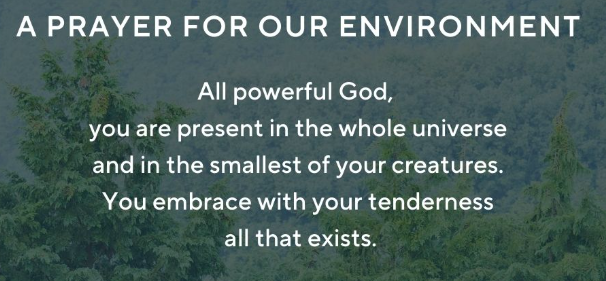 A PRAYER FOR OUR ENVIRONMENT
All powerful God,
you are present in the whole universe
and in the smallest of your creatures.
You embrace with your tenderness
all that exists.